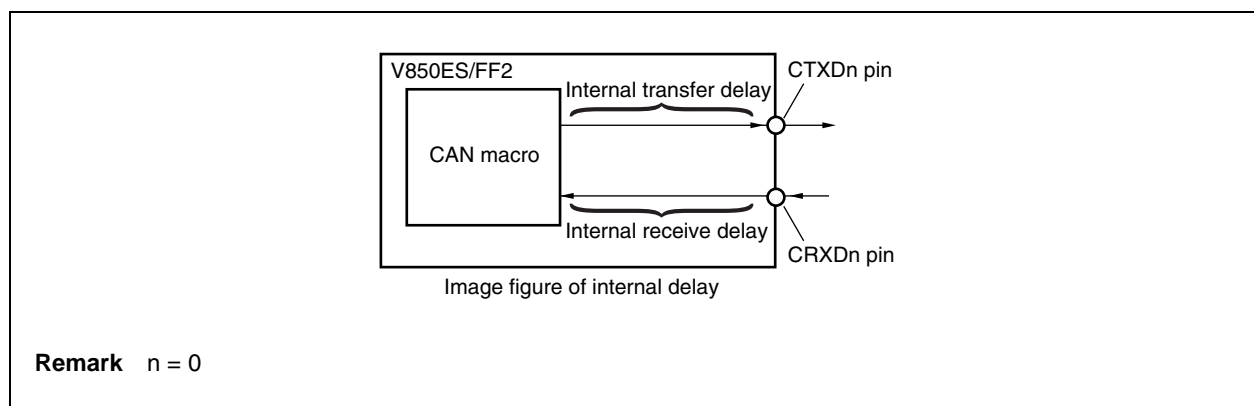 V850ES/FF2
Internal transfer delay
CTXDn pin
CAN macro
Internal receive delay
CRXDn pin
Image figure of internal delay
Remark n = 0